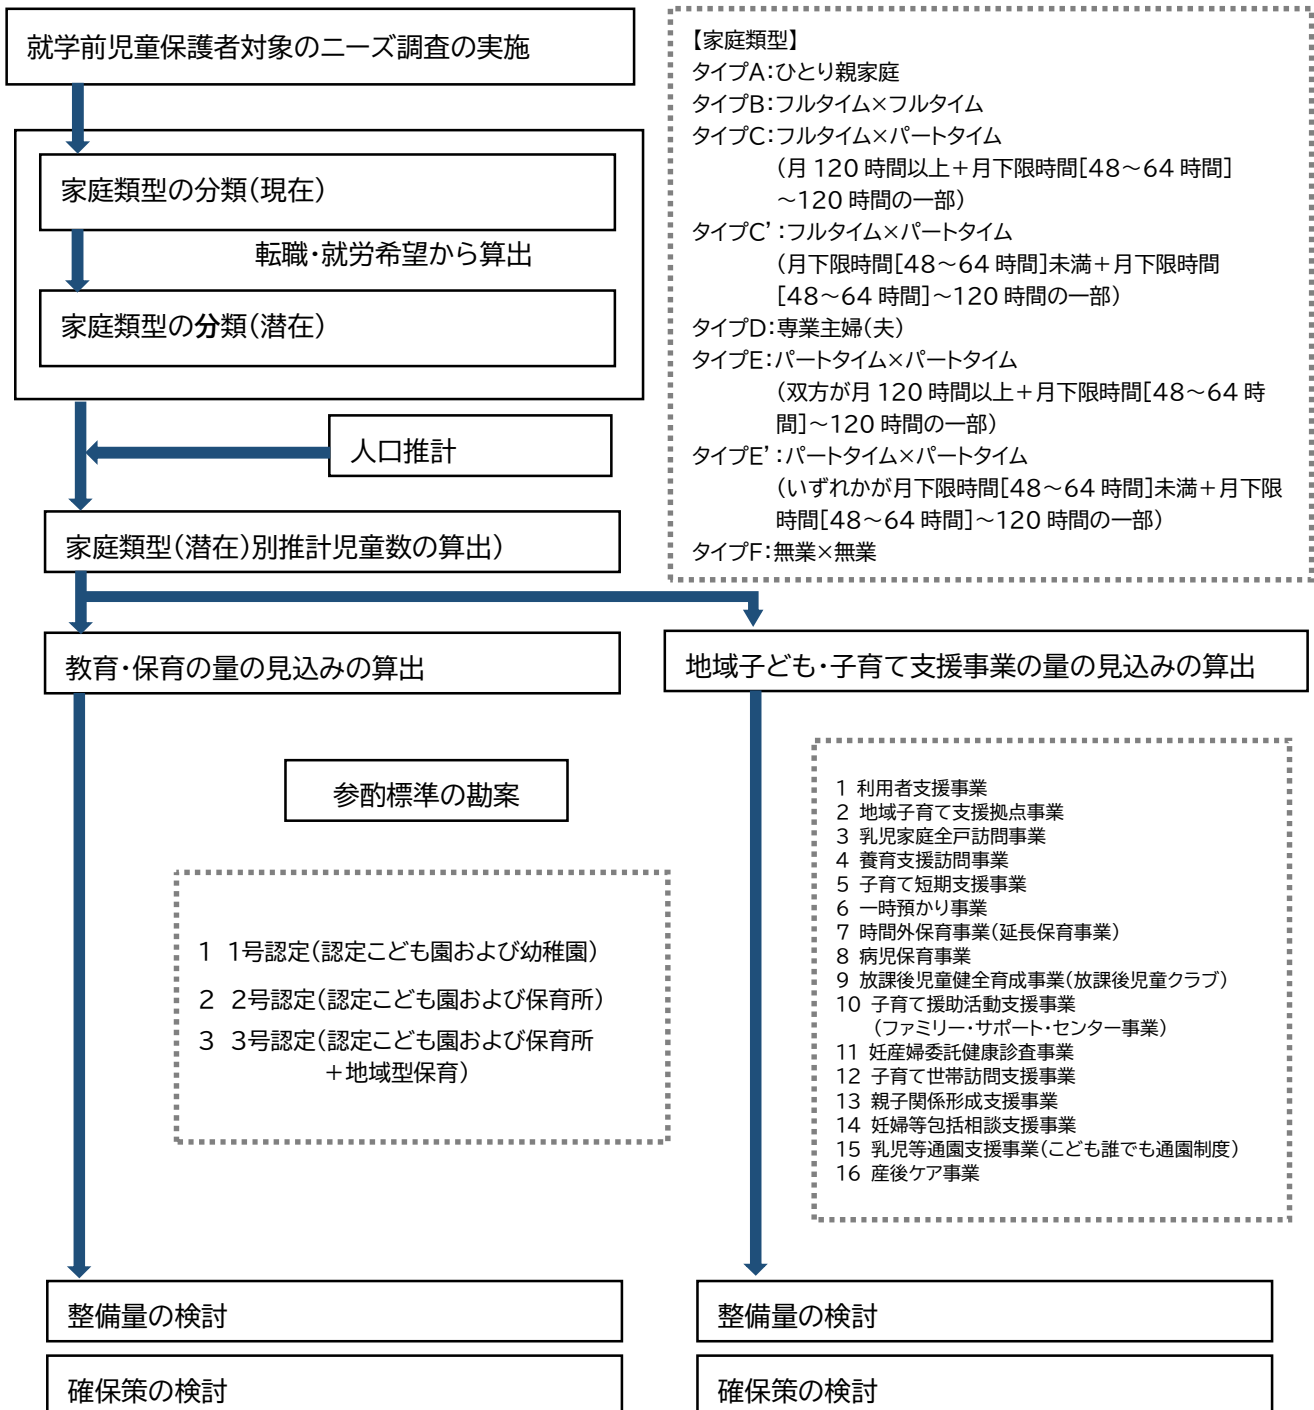 就学前児童保護者対象のニーズ調査の実施
家庭類型の分類(現在)
転職・就労希望から算出
家庭類型の分類(潜在)
人口推計
家庭類型(潜在)別推計児童数の算出)
【家庭類型】
タイプA:ひとり親家庭
タイプB:フルタイム×フルタイム
タイプC:フルタイム×パートタイム
(月120時間以上+月下限時間[48~64時間]
~120時間の一部)
タイプC':フルタイム×パートタイム
(月下限時間[48~64時間]未満+月下限時間
[48~64時間]~120時間の一部)
タイプD:専業主婦(夫)
タイプE:パートタイム×パートタイム
(双方が月120時間以上+月下限時間[48~64時
間]~120時間の一部)
タイプE':パートタイム×パートタイム
(いずれかが月下限時間[48~64時間]未満+月下限
時間[48~64時間]~120時間の一部)
タイプF:無業×無業
教育・保育の量の見込みの算出
参酌標準の勘案
1 1号認定(認定こども園および幼稚園)
2 2号認定(認定こども園および保育所)
3 3号認定(認定こども園および保育所
+地域型保育)
整備量の検討
確保策の検討
地域子ども・子育て支援事業の量の見込みの算出
1 利用者支援事業
2 地域子育て支援拠点事業
3 乳児家庭全戸訪問事業
4 養育支援訪問事業
5 子育て短期支援事業
6 一時預かり事業
7 時間外保育事業(延長保育事業)
8 病児保育事業
9 放課後児童健全育成事業(放課後児童クラブ)
10 子育て援助活動支援事業
(ファミリー・サポート・センター事業)
11 妊産婦委託健康診査事業
12 子育て世帯訪問支援事業
13 親子関係形成支援事業
14 妊婦等包括相談支援事業
15 乳児等通園支援事業(こども誰でも通園制度)
16 産後ケア事業
整備量の検討
確保策の検討